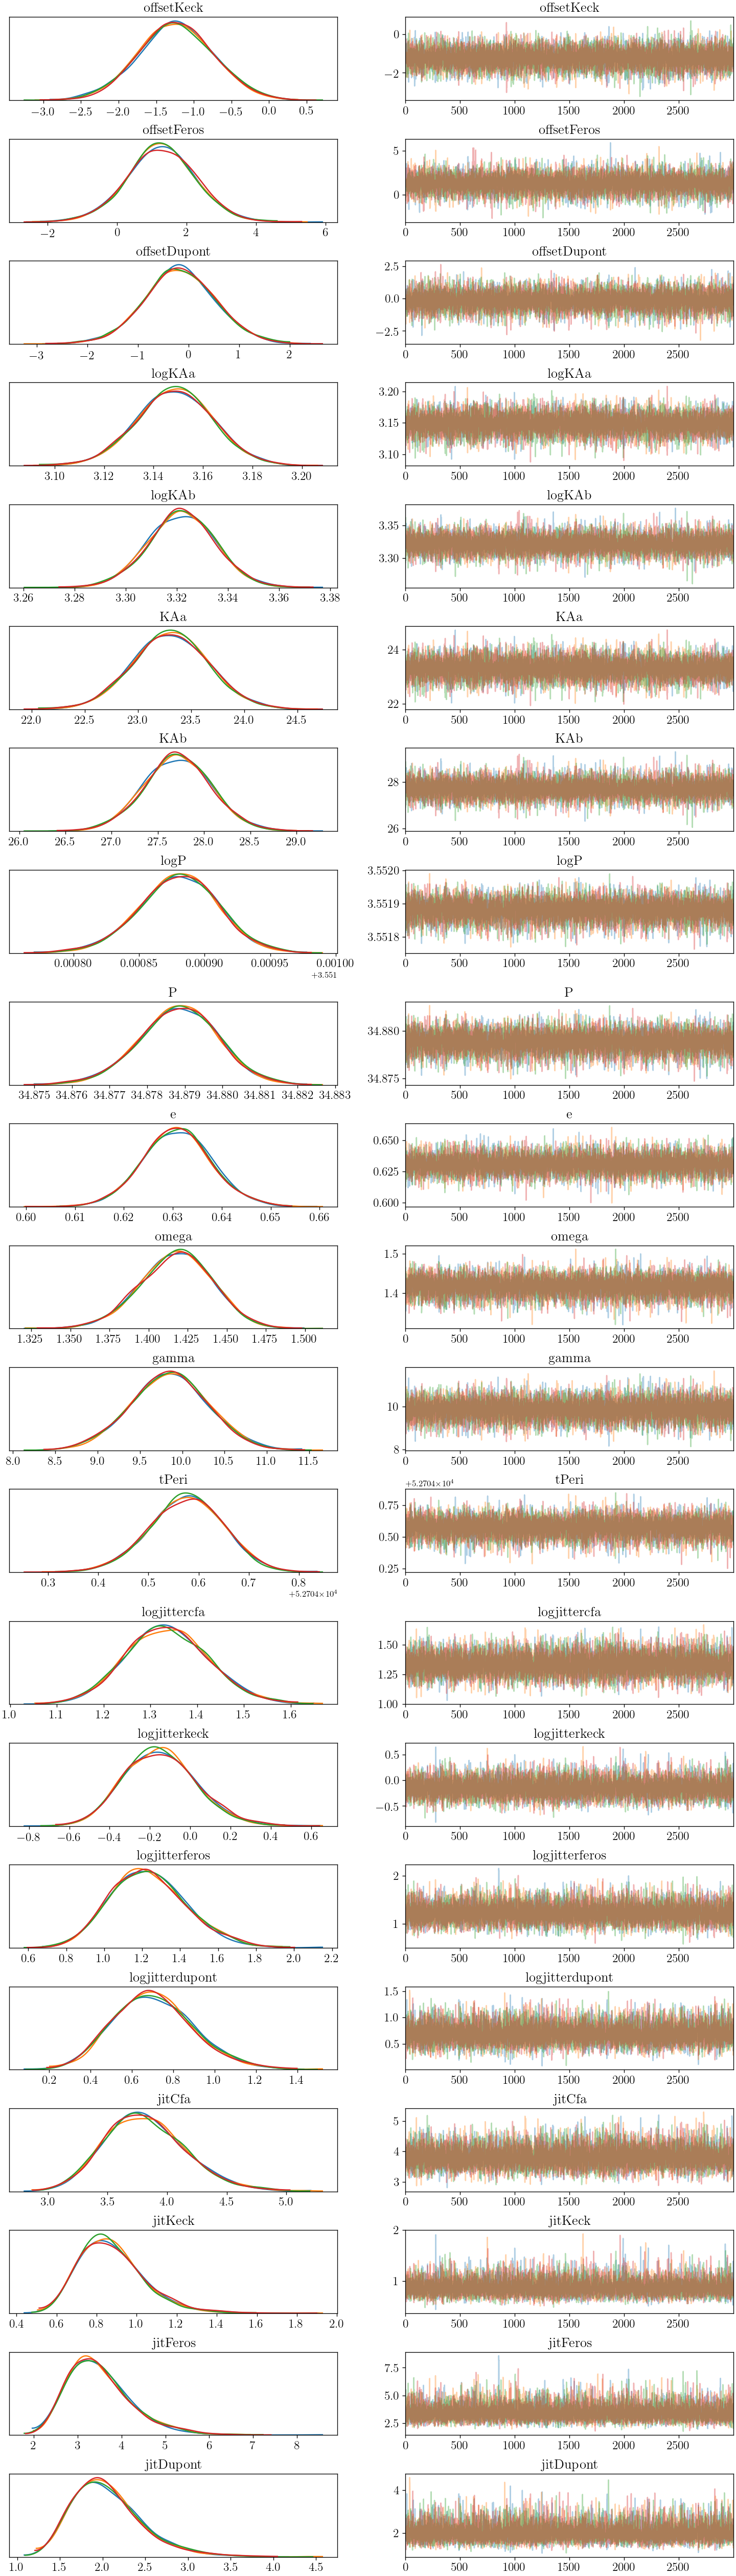 offsetKeck offsetKeck
0
−2
−3.0 −2.5 −2.0 −1.5 −1.0 −0.5 0.0 0.5 0 500 1000 1500 2000 2500
offsetFeros offsetFeros
5
0
−2 0 2 4 6 0 500 1000 1500 2000 2500
offsetDupont offsetDupont
2.5
0.0
−2.5
−3 −2 −1 0 1 2 0 500 1000 1500 2000 2500
logKAa logKAa
3.20
3.15
3.10
3.10 3.12 3.14 3.16 3.18 3.20 0 500 1000 1500 2000 2500
logKAb logKAb
3.35
3.30
3.26 3.28 3.30 3.32 3.34 3.36 3.38 0 500 1000 1500 2000 2500
KAa KAa
24
22
22.0 22.5 23.0 23.5 24.0 24.5 0 500 1000 1500 2000 2500
KAb KAb
28
26
26.0 26.5 27.0 27.5 28.0 28.5 29.0 0 500 1000 1500 2000 2500
logP logP
3.5520
3.5519
3.5518
0.00080 0.00085 0.00090 0.00095 0.00100 0 500 1000 1500 2000 2500
+3.551
P P
34.880
34.875
34.875 34.876 34.877 34.878 34.879 34.880 34.881 34.882 34.883 0 500 1000 1500 2000 2500
e e
0.650
0.625
0.600
0.60 0.61 0.62 0.63 0.64 0.65 0.66 0 500 1000 1500 2000 2500
omega omega
1.5
1.4
1.325 1.350 1.375 1.400 1.425 1.450 1.475 1.500 0 500 1000 1500 2000 2500
gamma gamma
10
8
8.0 8.5 9.0 9.5 10.0 10.5 11.0 11.5 0 500 1000 1500 2000 2500
tPeri tPeri
+5.2704×10⁴
0.75
0.50
0.25
0.3 0.4 0.5 0.6 0.7 0.8 0 500 1000 1500 2000 2500
+5.2704×10⁴
logjittercfa logjittercfa
1.50
1.25
1.00
1.0 1.1 1.2 1.3 1.4 1.5 1.6 0 500 1000 1500 2000 2500
logjitterkeck logjitterkeck
0.5
0.0
−0.5
−0.8 −0.6 −0.4 −0.2 0.0 0.2 0.4 0.6 0 500 1000 1500 2000 2500
logjitterferos logjitterferos
2
1
0.6 0.8 1.0 1.2 1.4 1.6 1.8 2.0 2.2 0 500 1000 1500 2000 2500
logjitterdupont logjitterdupont
1.5
1.0
0.5
0.2 0.4 0.6 0.8 1.0 1.2 1.4 0 500 1000 1500 2000 2500
jitCfa jitCfa
5
4
3
3.0 3.5 4.0 4.5 5.0 0 500 1000 1500 2000 2500
jitKeck jitKeck
2
1
0.4 0.6 0.8 1.0 1.2 1.4 1.6 1.8 2.0 0 500 1000 1500 2000 2500
jitFeros jitFeros
7.5
5.0
2.5
2 3 4 5 6 7 8 0 500 1000 1500 2000 2500
jitDupont jitDupont
4
2
1.0 1.5 2.0 2.5 3.0 3.5 4.0 4.5 0 500 1000 1500 2000 2500